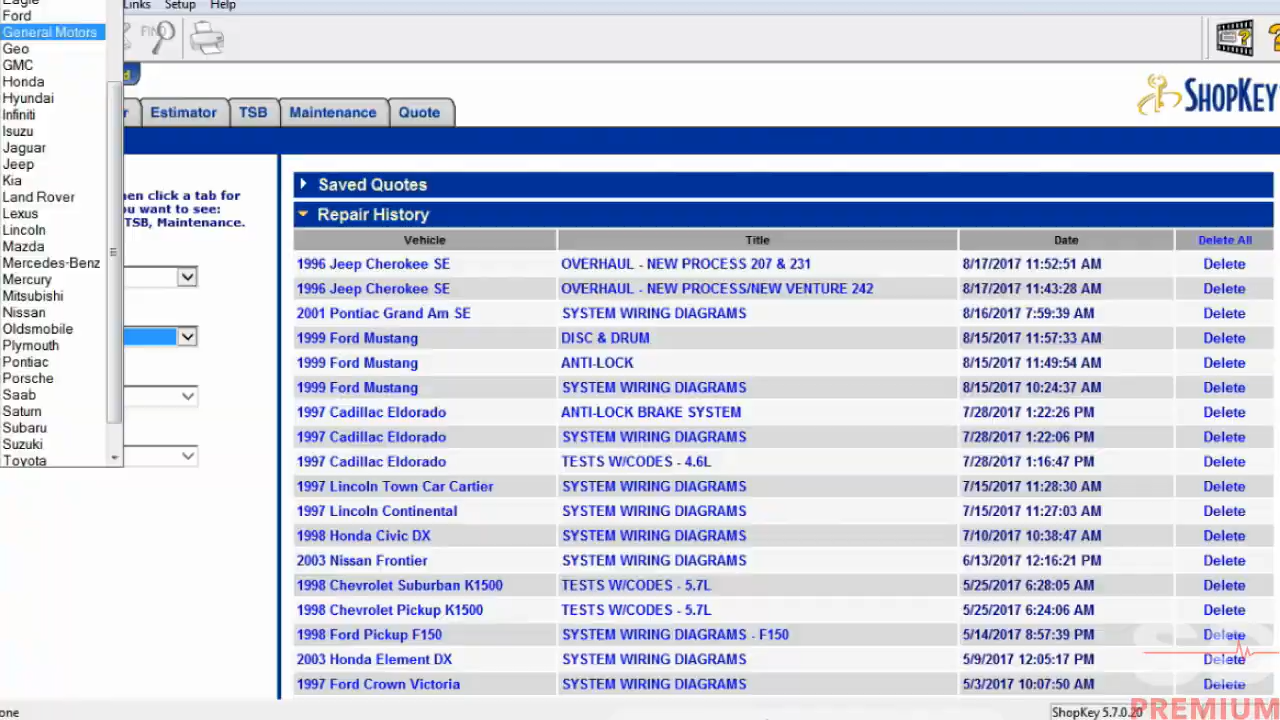 Links Setup Help
Eagle
Ford
General Motors
Geo
GMC
Honda
Hyundai
Infiniti
Isuzu
Jaguar
Jeep
Kia
Land Rover
Lexus
Lincoln
Mazda
Mercedes-Benz
Mercury
Mitsubishi
Nissan
Oldsmobile
Plymouth
Pontiac
Porsche
Saab
Saturn
Subaru
Suzuki
Toyota
FIND
d
r Estimator TSB Maintenance Quote
SHOPKEY
hen click a tab for
ou want to see:
TSB, Maintenance.
Saved Quotes
Repair History
Vehicle Title Date Delete All
1996 Jeep Cherokee SE OVERHAUL - NEW PROCESS 207 & 231 8/17/2017 11:52:51 AM Delete
1996 Jeep Cherokee SE OVERHAUL - NEW PROCESS/NEW VENTURE 242 8/17/2017 11:43:28 AM Delete
2001 Pontiac Grand Am SE SYSTEM WIRING DIAGRAMS 8/16/2017 7:59:39 AM Delete
1999 Ford Mustang DISC & DRUM 8/15/2017 11:57:33 AM Delete
1999 Ford Mustang ANTI-LOCK 8/15/2017 11:49:54 AM Delete
1999 Ford Mustang SYSTEM WIRING DIAGRAMS 8/15/2017 10:24:37 AM Delete
1997 Cadillac Eldorado ANTI-LOCK BRAKE SYSTEM 7/28/2017 1:22:26 PM Delete
1997 Cadillac Eldorado SYSTEM WIRING DIAGRAMS 7/28/2017 1:22:06 PM Delete
1997 Cadillac Eldorado TESTS W/CODES - 4.6L 7/28/2017 1:16:47 PM Delete
1997 Lincoln Town Car Cartier SYSTEM WIRING DIAGRAMS 7/15/2017 11:28:30 AM Delete
1997 Lincoln Continental SYSTEM WIRING DIAGRAMS 7/15/2017 11:27:03 AM Delete
1998 Honda Civic DX SYSTEM WIRING DIAGRAMS 7/10/2017 10:38:47 AM Delete
2003 Nissan Frontier SYSTEM WIRING DIAGRAMS 6/13/2017 12:16:21 PM Delete
1998 Chevrolet Suburban K1500 TESTS W/CODES - 5.7L 5/25/2017 6:28:05 AM Delete
1998 Chevrolet Pickup K1500 TESTS W/CODES - 5.7L 5/25/2017 6:24:06 AM Delete
1998 Ford Pickup F150 SYSTEM WIRING DIAGRAMS - F150 5/14/2017 8:57:39 PM Delete
2003 Honda Element DX SYSTEM WIRING DIAGRAMS 5/9/2017 12:05:17 PM Delete
1997 Ford Crown Victoria SYSTEM WIRING DIAGRAMS 5/3/2017 10:07:50 AM Delete
one
ShopKey 5.7.0.20
PREMIUM